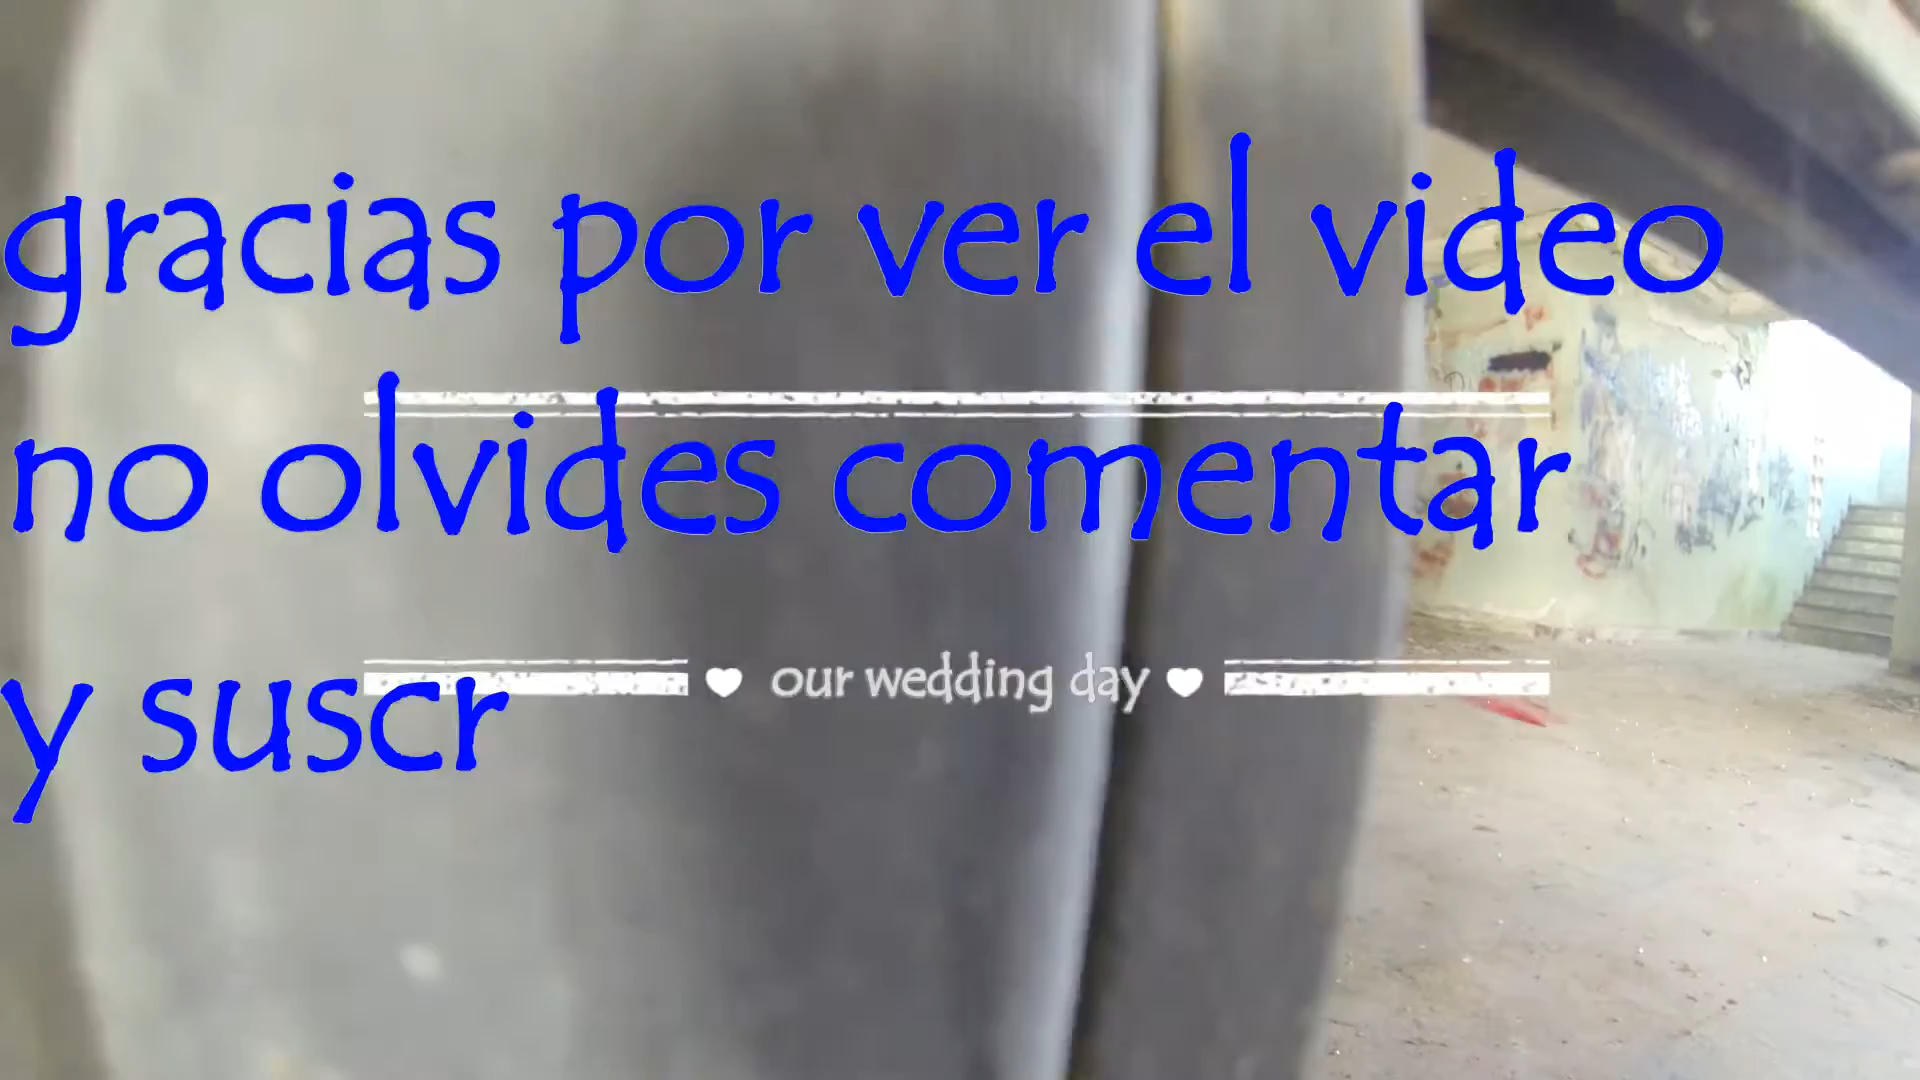 gracias por ver el video
no olvides comentar
y suscr
our wedding day